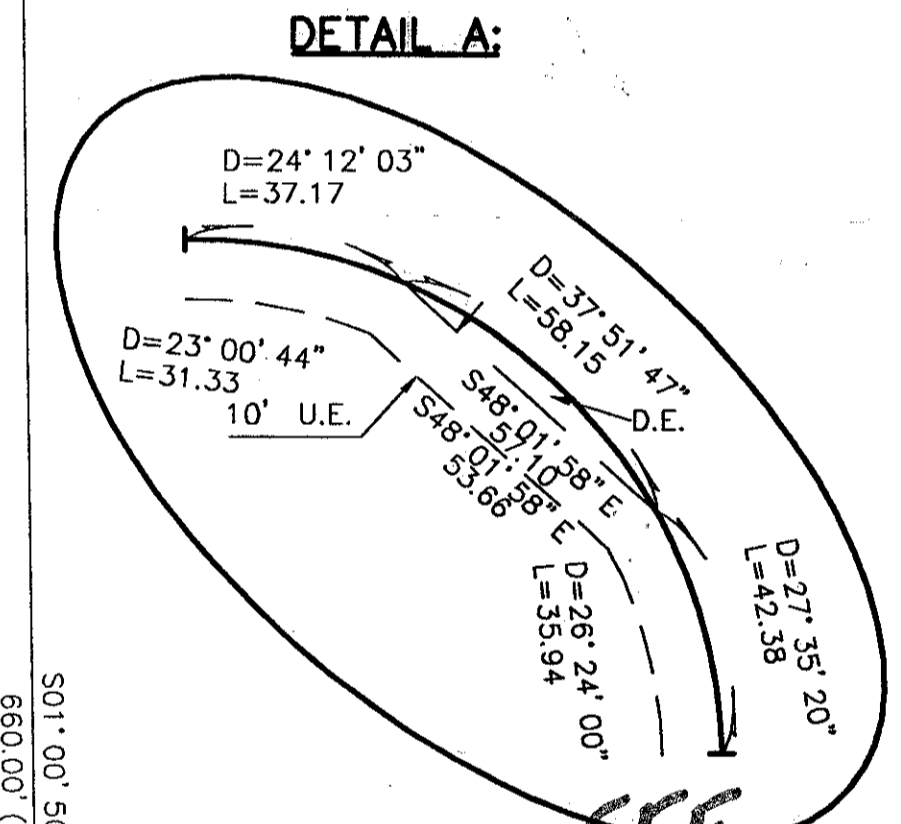 DETAIL A:
D=24° 12' 03"
L=37.17
D=37° 51' 47"
L=58.15
D=23° 00' 44"
L=31.33
10' U.E.
D.E.
S48° 01' 58" E
57.10
S48° 01' 58" E
53.66
D=27° 35' 20"
L=42.38
D=26° 24' 00"
L=35.94
S01° 00'
660.00' (